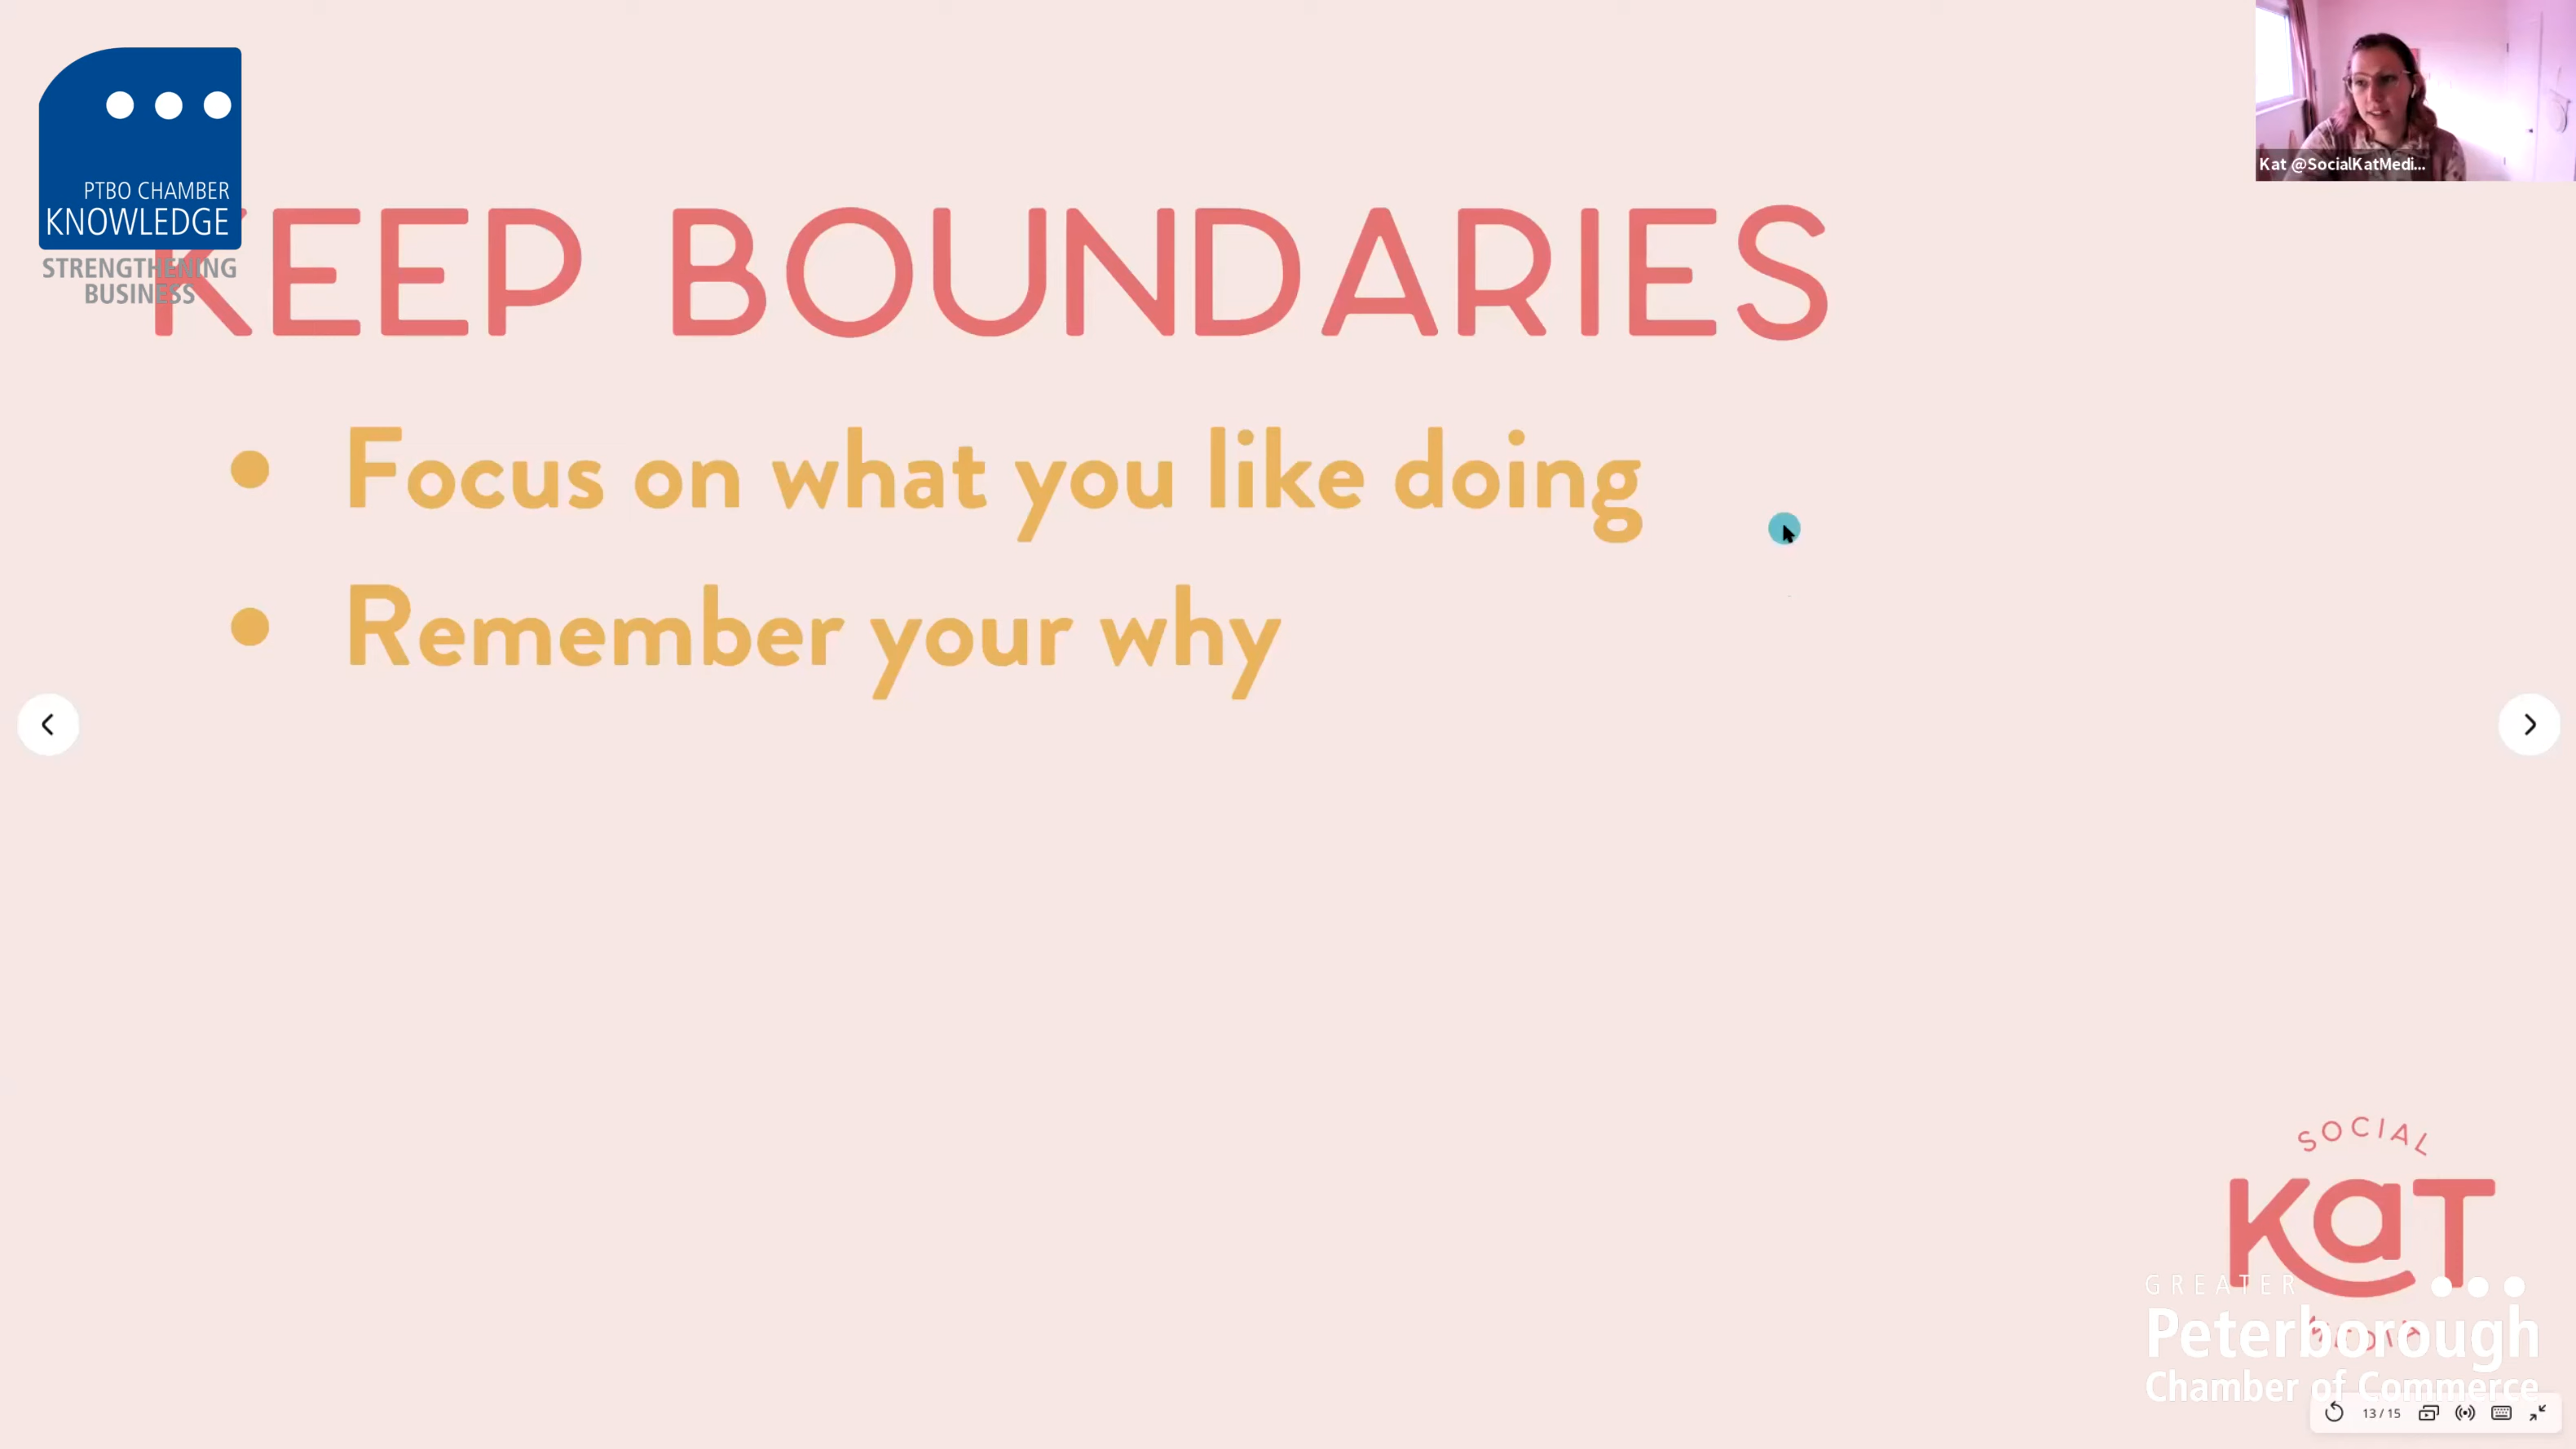 PTBO CHAMBER
KNOWLEDGE
STRENGTHENING
BUSINESS
KEEP BOUNDARIES
• Focus on what you like doing
• Remember your why
Kat @SocialKatMedi...
SOCIAL
KaT
MEDIA
GREATER
Peterborough
Chamber of Commerce
13 / 15